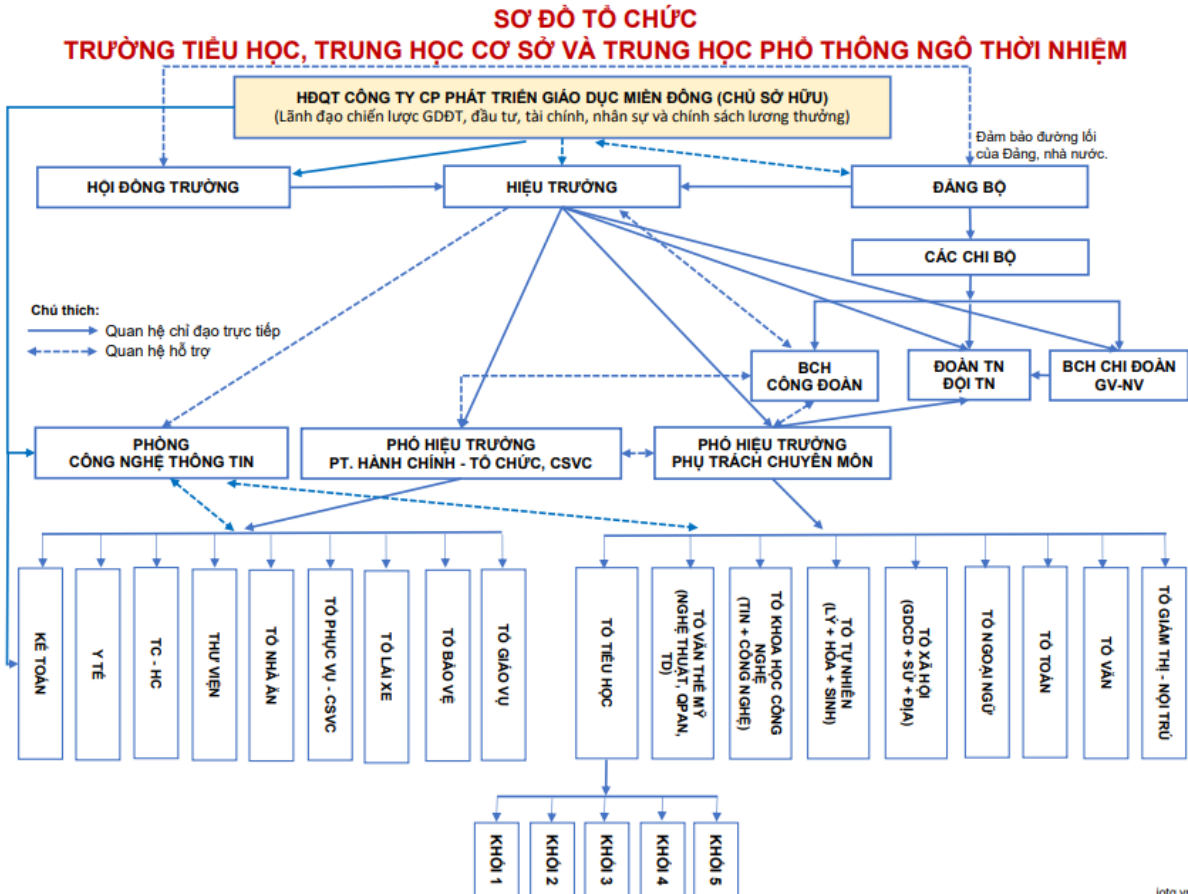 SƠ ĐỒ TỔ CHỨC
TRƯỜNG TIỂU HỌC, TRUNG HỌC CƠ SỞ VÀ TRUNG HỌC PHỔ THÔNG NGÔ THỜI NHIỆM
HĐQT CÔNG TY CP PHÁT TRIỂN GIÁO DỤC MIỀN ĐÔNG (CHỦ SỞ HỮU)
(Lãnh đạo chiến lược GDĐT, đầu tư, tài chính, nhân sự và chính sách lương thưởng)
Đảm bảo đường lối
của Đảng, nhà nước.
HỘI ĐỒNG TRƯỜNG
HIỆU TRƯỞNG
ĐẢNG BỘ
CÁC CHI BỘ
Chú thích:
Quan hệ chỉ đạo trực tiếp
Quan hệ hỗ trợ
BCH
CÔNG ĐOÀN
ĐOÀN TN
ĐỘI TN
BCH CHI ĐOÀN
GV-NV
PHÒNG
CÔNG NGHỆ THÔNG TIN
PHÓ HIỆU TRƯỞNG
PT. HÀNH CHÍNH - TỔ CHỨC, CSVC
PHÓ HIỆU TRƯỞNG
PHỤ TRÁCH CHUYÊN MÔN
KẾ TOÁN
Y TẾ
TC - HC
THƯ VIỆN
TỔ NHÀ ĂN
TỔ PHỤC VỤ - CSVC
TỔ LÁI XE
TỔ BẢO VỆ
TỔ GIÁO VỤ
TỔ TIỂU HỌC
TỔ VĂN THỂ MỸ
(NGHỆ THUẬT, QPAN,
TD)
TỔ KHOA HỌC CÔNG
NGHỆ
(TIN + CÔNG NGHỆ)
TỔ TỰ NHIÊN
(LÝ + HÓA + SINH)
TỔ XÃ HỘI
(GDCD + SỬ + ĐỊA)
TỔ NGOẠI NGỮ
TỔ TOÁN
TỔ VĂN
TỔ GIÁM THỊ - NỘI TRÚ
KHỐI 1
KHỐI 2
KHỐI 3
KHỐI 4
KHỐI 5